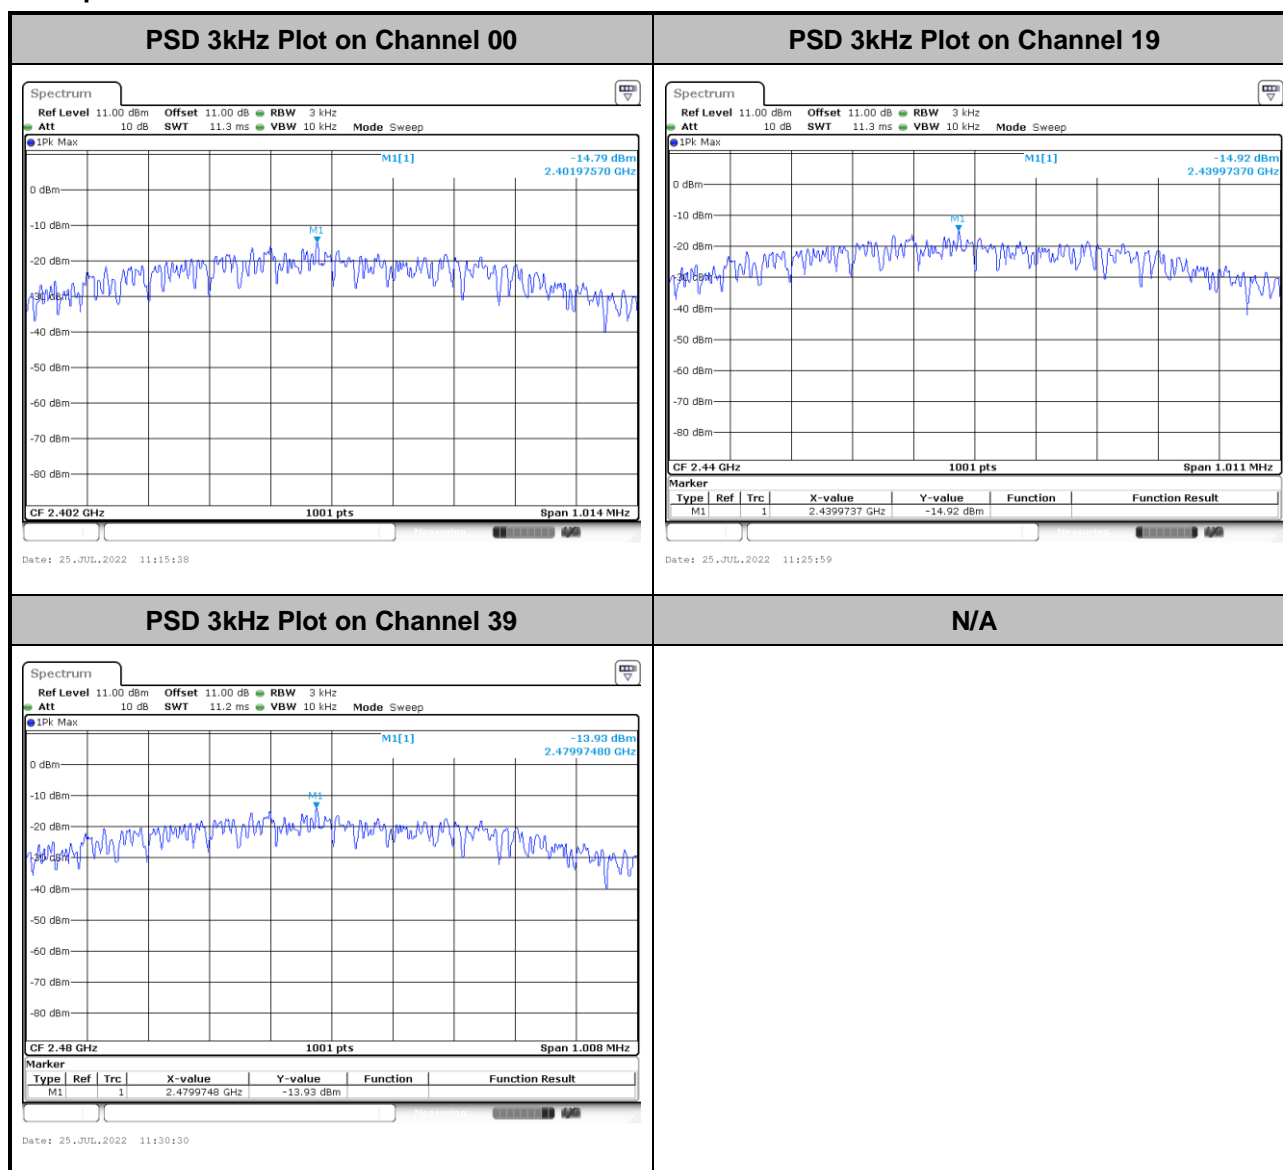 PSD 3kHz Plot on Channel 00
Spectrum
Ref Level 11.00 dBm Offset 11.00 dB RBW 3 kHz
Att 10 dB SWT 11.3 ms VBW 10 kHz Mode Sweep
1Pk Max
M1[1] -14.79 dBm
2.40197570 GHz
0 dBm
-10 dBm
M1
-20 dBm
-30 dBm
-40 dBm
-50 dBm
-60 dBm
-70 dBm
-80 dBm
CF 2.402 GHz 1001 pts Span 1.014 MHz
Date: 25.JUL.2022 11:15:38
PSD 3kHz Plot on Channel 19
Spectrum
Ref Level 11.00 dBm Offset 11.00 dB RBW 3 kHz
Att 10 dB SWT 11.3 ms VBW 10 kHz Mode Sweep
1Pk Max
M1[1] -14.92 dBm
2.43997370 GHz
0 dBm
-10 dBm
M1
-20 dBm
-30 dBm
-40 dBm
-50 dBm
-60 dBm
-70 dBm
-80 dBm
CF 2.44 GHz 1001 pts Span 1.011 MHz
Marker
Type Ref Trc X-value Y-value Function Function Result
M1 1 2.4399737 GHz -14.92 dBm
Date: 25.JUL.2022 11:25:59
PSD 3kHz Plot on Channel 39
Spectrum
Ref Level 11.00 dBm Offset 11.00 dB RBW 3 kHz
Att 10 dB SWT 11.2 ms VBW 10 kHz Mode Sweep
1Pk Max
M1[1] -13.93 dBm
2.47997480 GHz
0 dBm
-10 dBm
M1
-20 dBm
-30 dBm
-40 dBm
-50 dBm
-60 dBm
-70 dBm
-80 dBm
CF 2.48 GHz 1001 pts Span 1.008 MHz
Marker
Type Ref Trc X-value Y-value Function Function Result
M1 1 2.4799748 GHz -13.93 dBm
Date: 25.JUL.2022 11:30:30
N/A